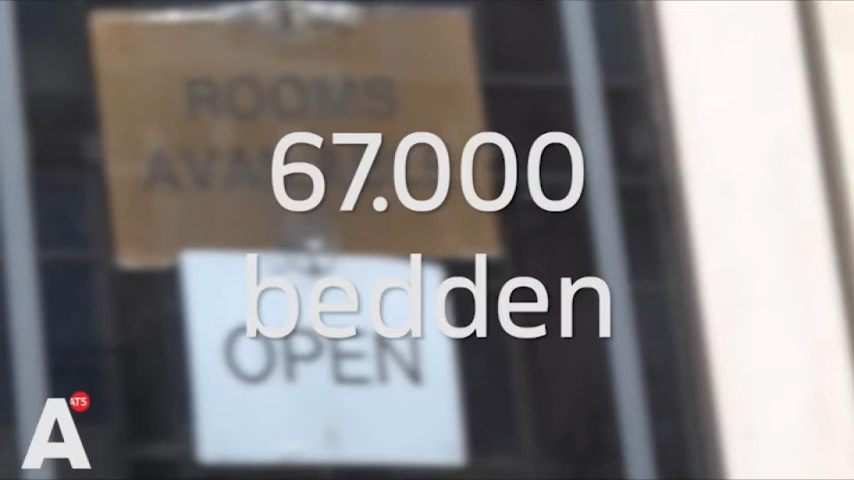 ROOMS
67.000
bedden
OPEN
A
AT5